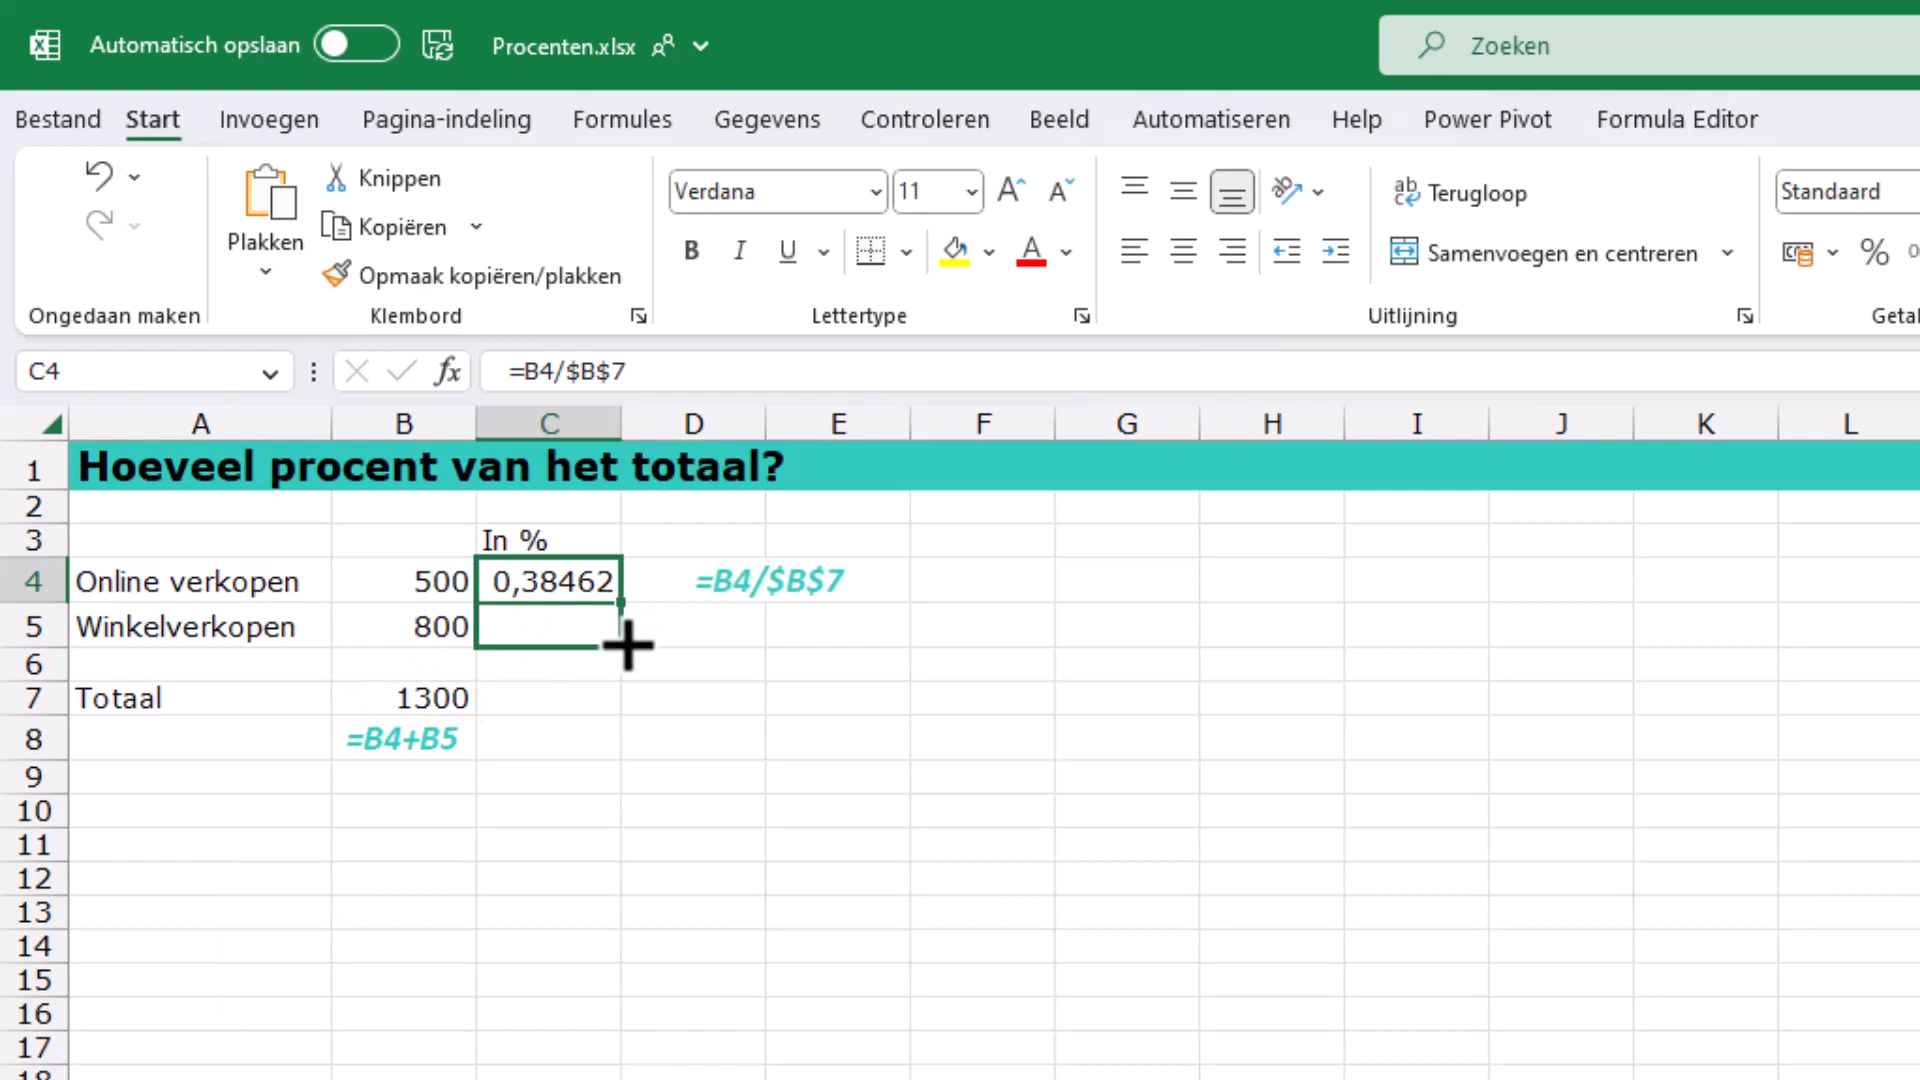 Automatisch opslaan Procenten.xlsx Zoeken
Bestand Start Invoegen Pagina-indeling Formules Gegevens Controleren Beeld Automatiseren Help Power Pivot Formula Editor
Plakken
Knippen
Kopiëren
Opmaak kopiëren/plakken
Verdana 11
B I U
Terugloop
Samenvoegen en centreren
Standaard
%
Ongedaan maken Klembord Lettertype Uitlijning
C4 fx =B4/$B$7
A B C D E F G H I J K L
1 Hoeveel procent van het totaal?
2
3 In %
4 Online verkopen 500 0,38462 =B4/$B$7
5 Winkelverkopen 800
6
7 Totaal 1300
8 =B4+B5
9
10
11
12
13
14
15
16
17
18